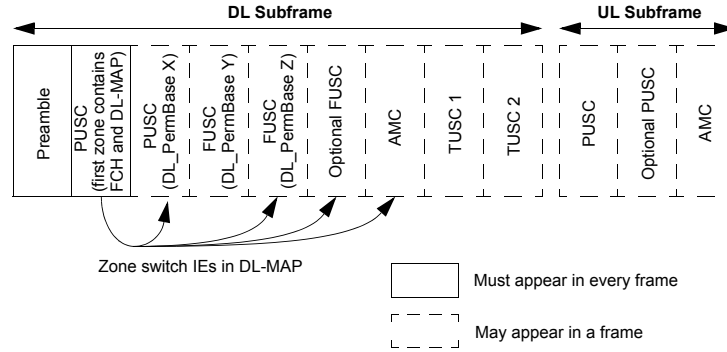 DL Subframe
UL Subframe
Preamble
PUSC
(first zone contains
FCH and DL-MAP)
PUSC
(DL_PermBase X)
FUSC
(DL_PermBase Y)
FUSC
(DL_PermBase Z)
Optional FUSC
AMC
TUSC 1
TUSC 2
PUSC
Optional PUSC
AMC
Zone switch IEs in DL-MAP
Must appear in every frame
May appear in a frame